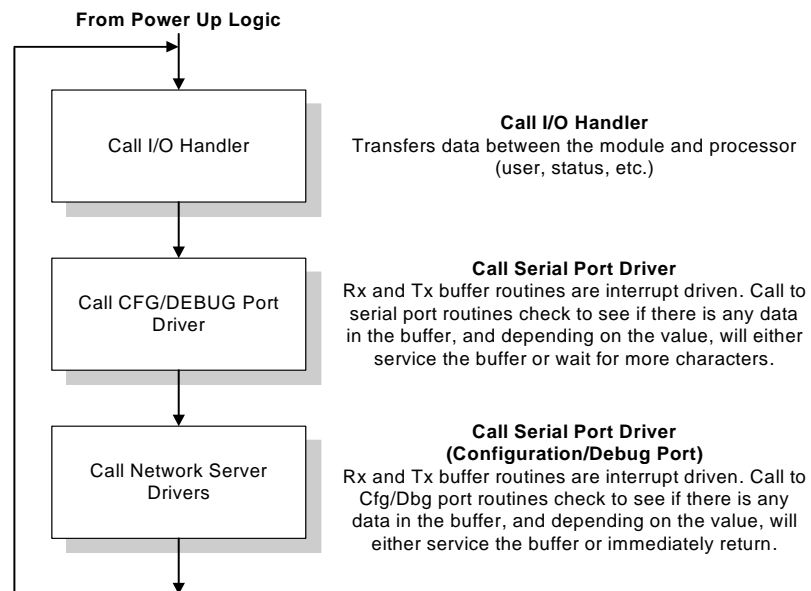 From Power Up Logic
Call I/O Handler
Call I/O Handler
Transfers data between the module and processor
(user, status, etc.)
Call CFG/DEBUG Port
Driver
Call Serial Port Driver
Rx and Tx buffer routines are interrupt driven. Call to
serial port routines check to see if there is any data
in the buffer, and depending on the value, will either
service the buffer or wait for more characters.
Call Network Server
Drivers
Call Serial Port Driver
(Configuration/Debug Port)
Rx and Tx buffer routines are interrupt driven. Call to
Cfg/Dbg port routines check to see if there is any
data in the buffer, and depending on the value, will
either service the buffer or immediately return.